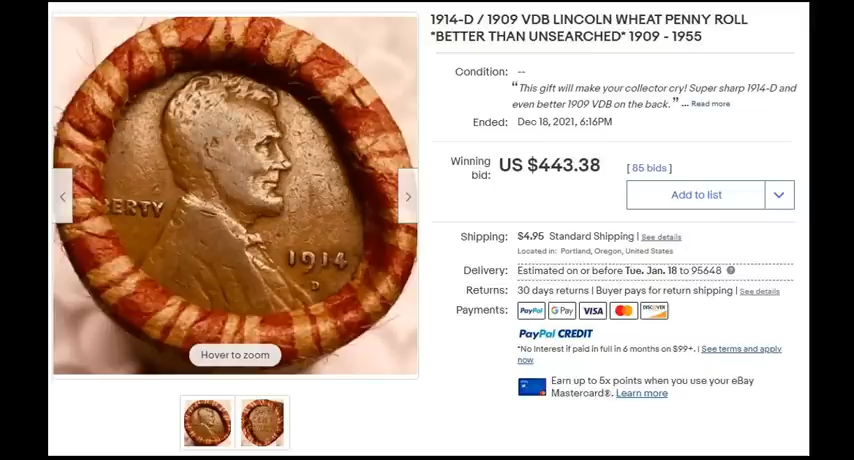 1914-D / 1909 VDB LINCOLN WHEAT PENNY ROLL
*BETTER THAN UNSEARCHED* 1909 - 1955
Condition: --
“This gift will make your collector cry! Super sharp 1914-D and
even better 1909 VDB on the back.” ... Read more
Ended: Dec 18, 2021, 6:16PM
Winning bid: US $443.38 [ 85 bids ]
Add to list
Shipping: $4.95 Standard Shipping | See details
Located in: Portland, Oregon, United States
Delivery: Estimated on or before Tue. Jan. 18 to 95648
Returns: 30 days returns | Buyer pays for return shipping | See details
Payments: PayPal G Pay VISA MasterCard DISCOVER
PayPal CREDIT
*No Interest if paid in full in 6 months on $99+. | See terms and apply
now
Earn up to 5x points when you use your eBay
Mastercard®. Learn more
BERTY
1914
D
Hover to zoom